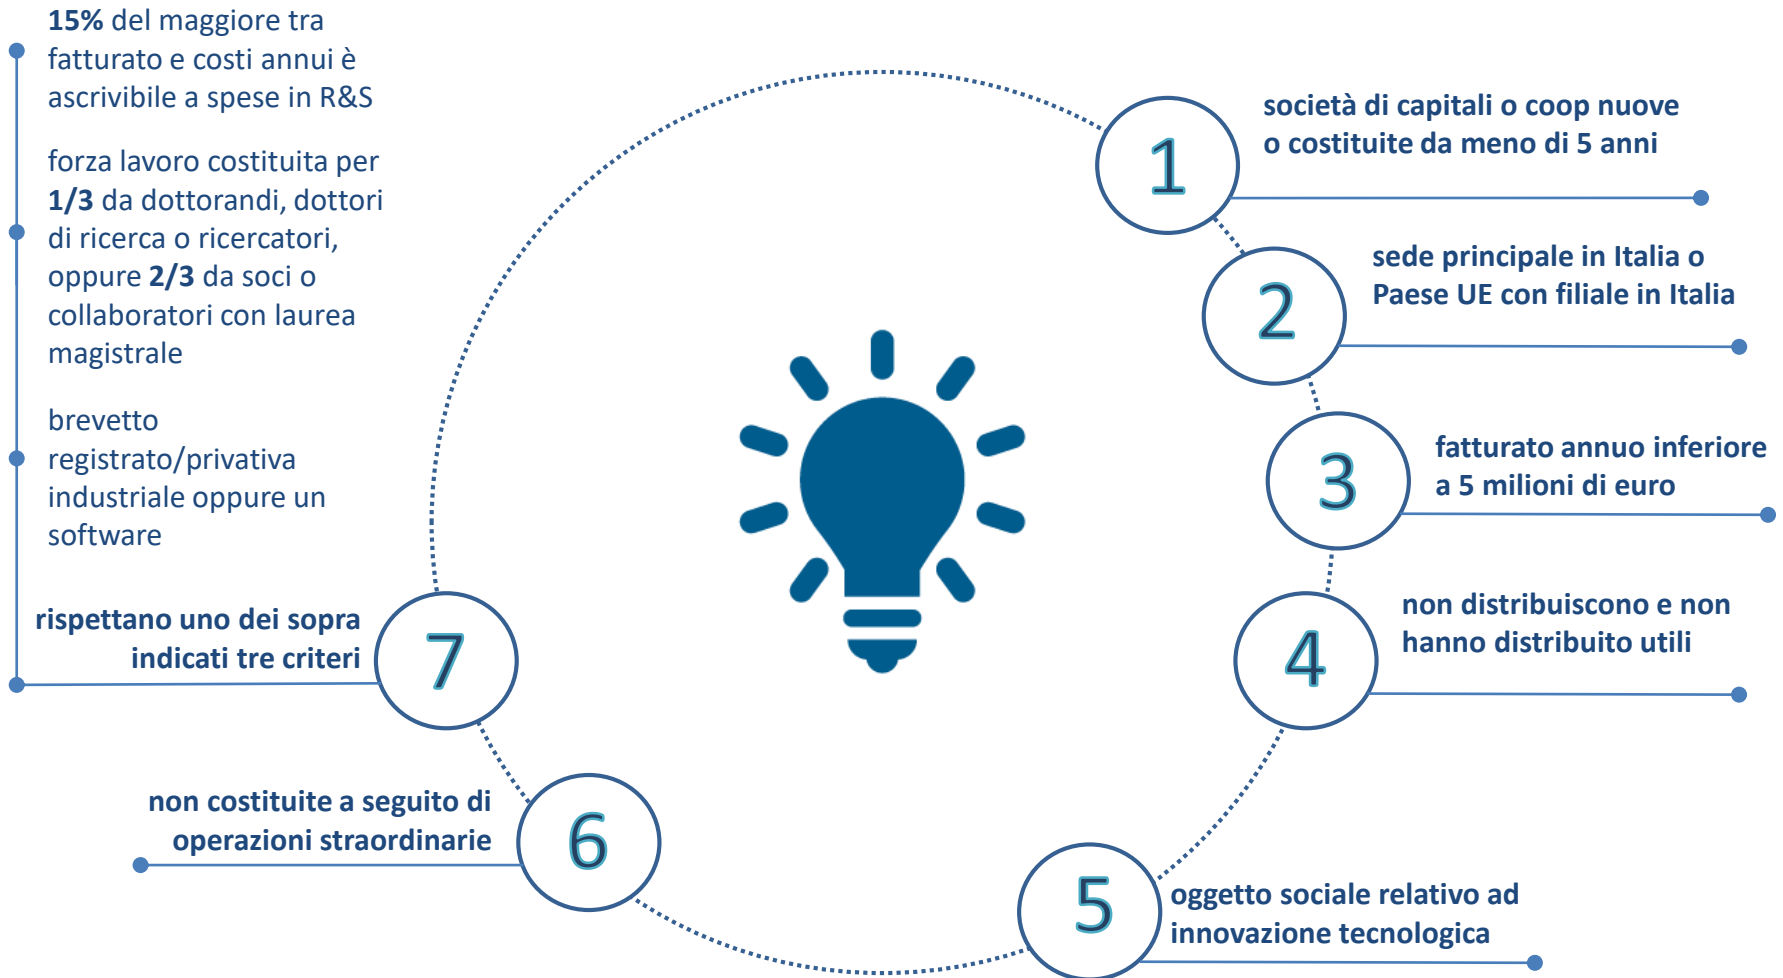 15% del maggiore tra
fatturato e costi annui è
ascrivibile a spese in R&S
forza lavoro costituita per
1/3 da dottorandi, dottori
di ricerca o ricercatori,
oppure 2/3 da soci o
collaboratori con laurea
magistrale
brevetto
registrato/privativa
industriale oppure un
software
rispettano uno dei sopra
indicati tre criteri
7
non costituite a seguito di
operazioni straordinarie
6
1
società di capitali o coop nuove
o costituite da meno di 5 anni
2
sede principale in Italia o
Paese UE con filiale in Italia
3
fatturato annuo inferiore
a 5 milioni di euro
4
non distribuiscono e non
hanno distribuito utili
5
oggetto sociale relativo ad
innovazione tecnologica